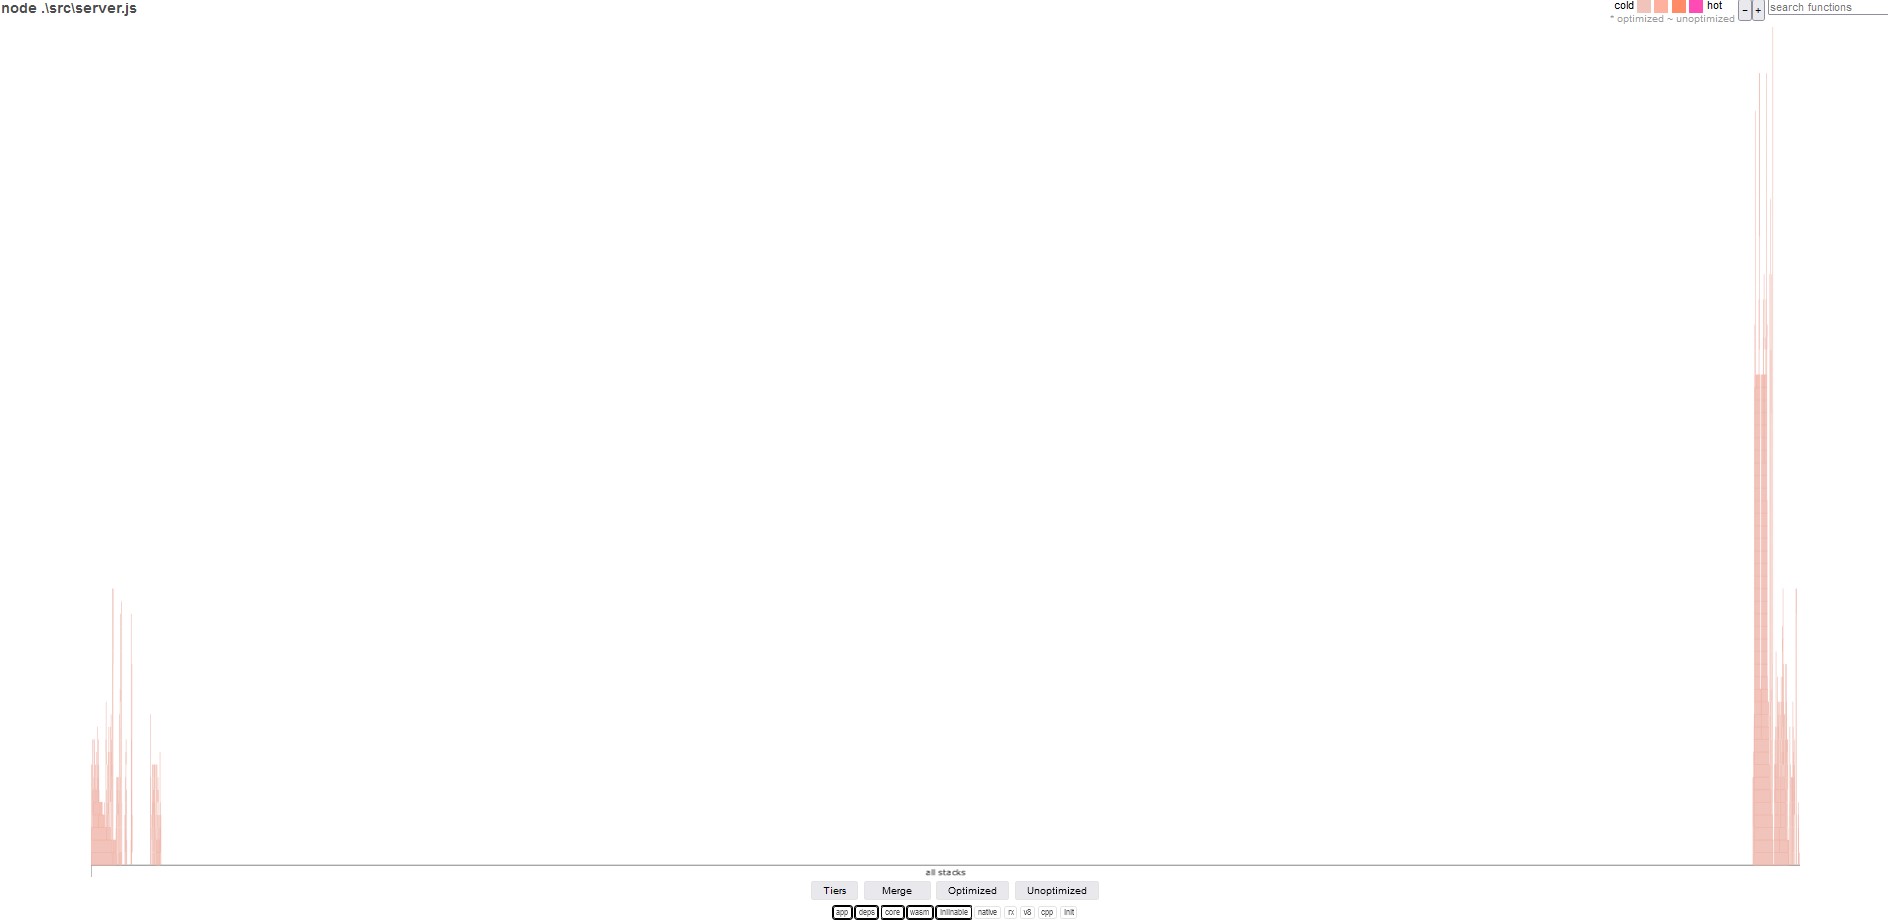 node .\src\server.js
cold hot − + search functions
* optimized ~ unoptimized
all stacks
Tiers Merge Optimized Unoptimized
app deps core wasm inlinable native rx v8 cpp init